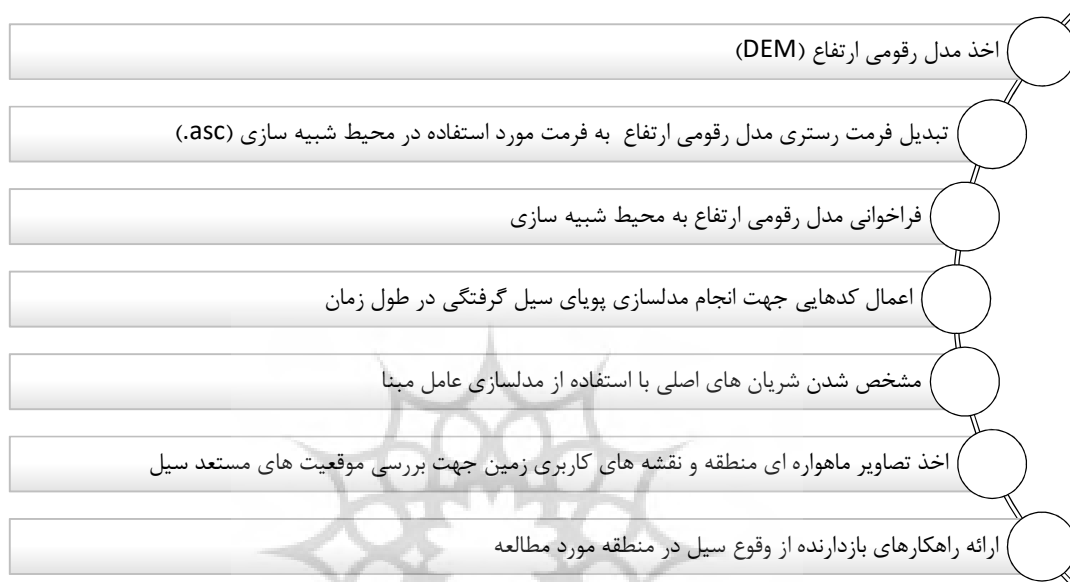 اخذ مدل رقومی ارتفاع (DEM)
تبدیل فرمت رستری مدل رقومی ارتفاع به فرمت مورد استفاده در محیط شبیه سازی (asc.)
فراخوانی مدل رقومی ارتفاع به محیط شبیه سازی
اعمال کدهایی جهت انجام مدلسازی پویای سیل گرفتگی در طول زمان
مشخص شدن شریان های اصلی با استفاده از مدلسازی عامل مبنا
اخذ تصاویر ماهواره ای منطقه و نقشه های کاربری زمین جهت بررسی موقعیت های مستعد سیل
ارائه راهکارهای بازدارنده از وقوع سیل در منطقه مورد مطالعه